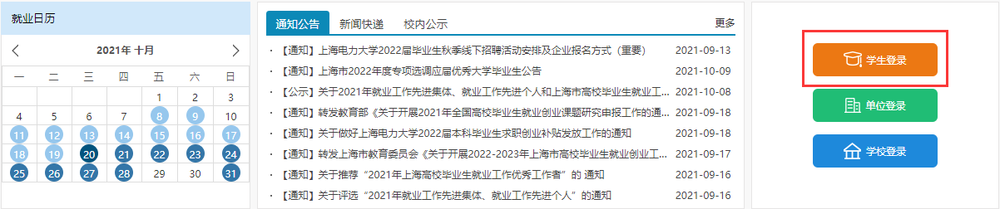 就业日历
2021年 十月
一 二 三 四 五 六 日
1 2 3
4 5 6 7 8 9 10
11 12 13 14 15 16 17
18 19 20 21 22 23 24
25 26 27 28 29 30 31
通知公告 新闻快递 校内公示 更多
· 【通知】上海电力大学2022届毕业生秋季线下招聘活动安排及企业报名方式（重要） 2021-09-13
· 【通知】上海市2022年度专项选调应届优秀大学毕业生公告 2021-10-09
· 【公示】关于2021年就业工作先进集体、就业工作先进个人和上海市高校毕业生就业工... 2021-10-08
· 【通知】转发教育部《关于开展2021年全国高校毕业生就业创业课题研究申报工作的通... 2021-09-18
· 【通知】关于做好上海电力大学2022届本科毕业生求职创业补贴发放工作的通知 2021-09-18
· 【通知】转发上海市教育委员会《关于开展2022-2023年上海市高校毕业生就业创业工... 2021-09-17
· 【通知】关于推荐“2021年上海高校毕业生就业工作优秀工作者”的 通知 2021-09-16
· 【通知】关于评选“2021年就业工作先进集体、就业工作先进个人”的通知 2021-09-16
学生登录
单位登录
学校登录